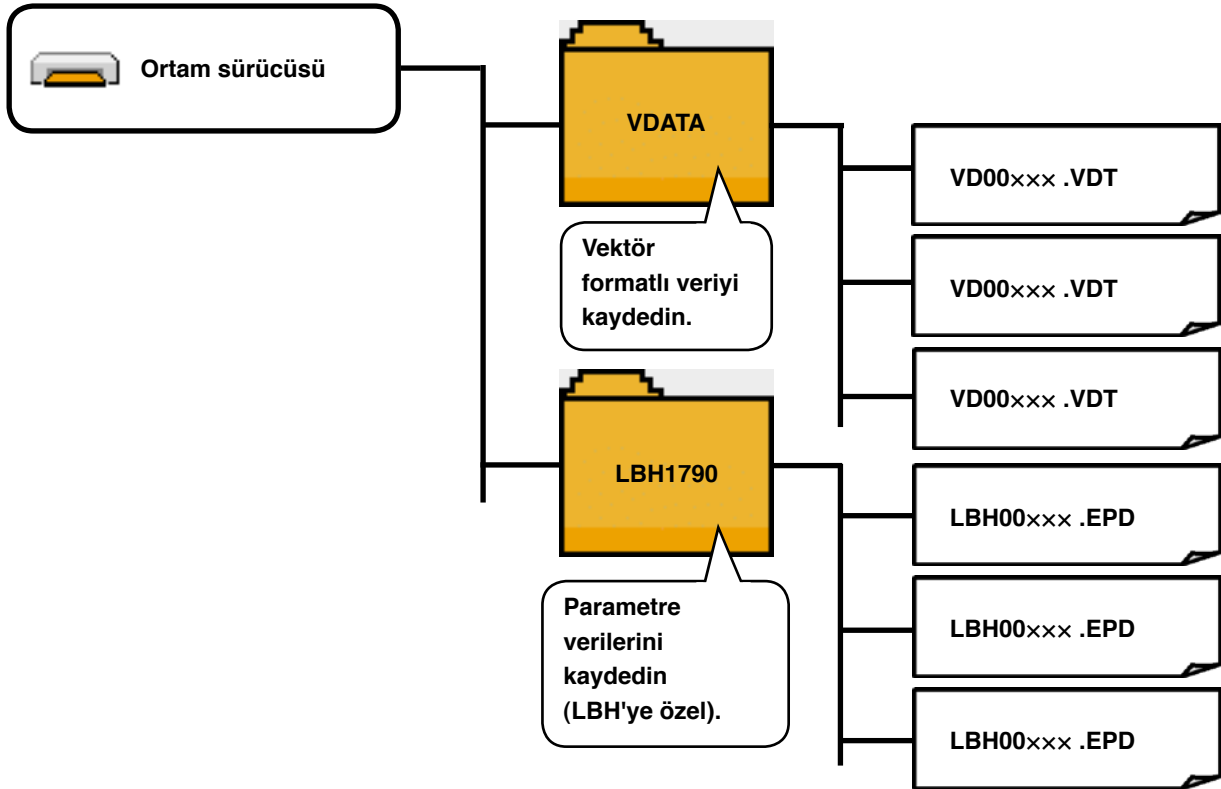 Ortam sürücüsü
VDATA
Vektör
formatlı veriyi
kaydedin.
VD00××× .VDT
VD00××× .VDT
VD00××× .VDT
LBH1790
Parametre
verilerini
kaydedin
(LBH'ye özel).
LBH00××× .EPD
LBH00××× .EPD
LBH00××× .EPD